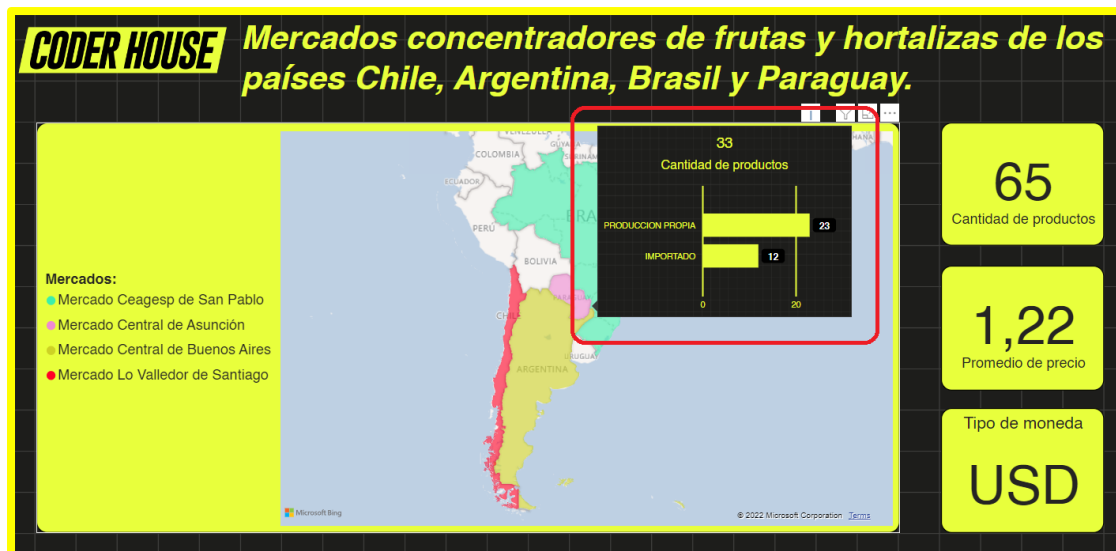 CODER HOUSE
Mercados concentradores de frutas y hortalizas de los
países Chile, Argentina, Brasil y Paraguay.
Mercados:
Mercado Ceagesp de San Pablo
Mercado Central de Asunción
Mercado Central de Buenos Aires
Mercado Lo Valledor de Santiago
COLOMBIA
ECUADOR
PERÚ
BOLIVIA
ARGENTINA
Microsoft Bing
© 2022 Microsoft Corporation Terms
33
Cantidad de productos
PRODUCCION PROPIA
23
IMPORTADO
12
0
20
65
Cantidad de productos
1,22
Promedio de precio
Tipo de moneda
USD